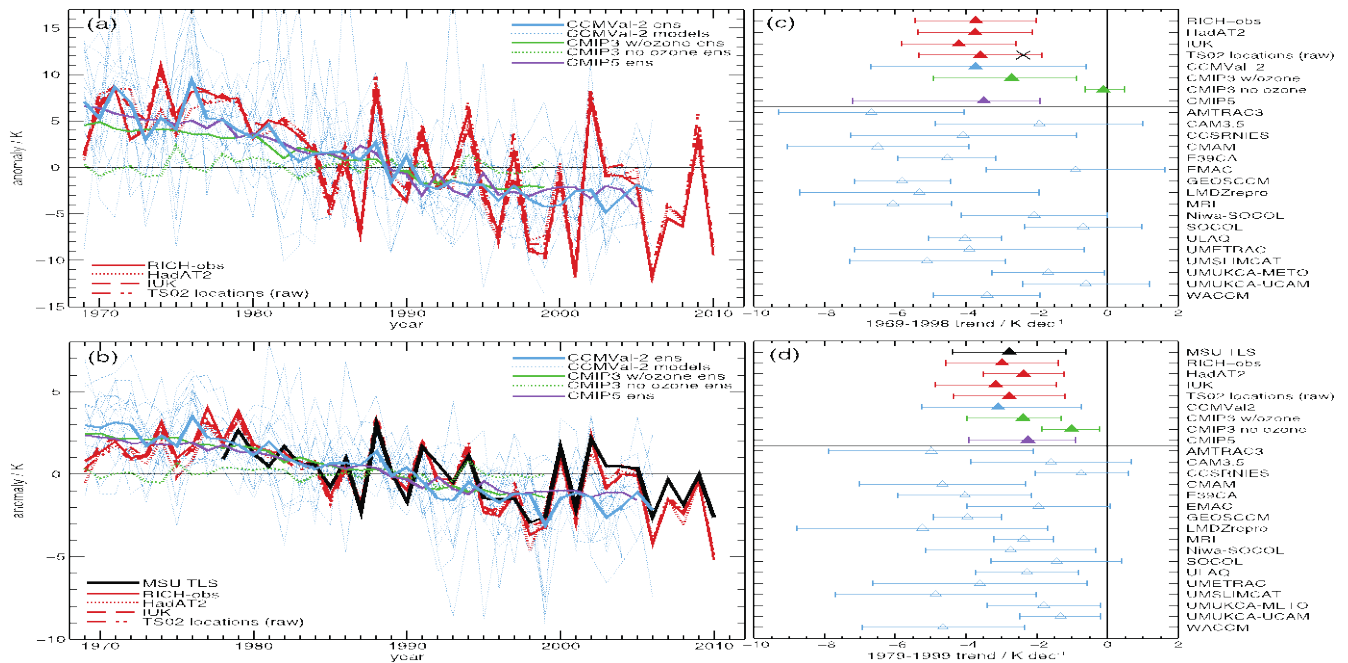 (a)
CCMVal-2 ens
CCMVal-2 models
CMIP3 w/ozone ens
CMIP3 no ozone ens
CMIP5 ens
15
10
5
0
-5
-10
-15
anomaly / K
RICH-obs
HadAT2
IUK
TS02 locations (raw)
1970
1980
1990
2000
2010
year
(c)
RICH-obs
HadAT2
IUK
TS02 locations (raw)
CCMVal-2
CMIP3 w/ozone
CMIP3 no ozone
CMIP5
AMTRAC3
CAM3.5
CCSRNIES
CMAM
E39CA
EMAC
GEOSCCM
LMDZrepro
MRI
Niwa-SOCOL
SOCOL
ULAQ
UMETRAC
UMSLIMCAT
UMUKCA-METO
UMUKCA-UCAM
WACCM
-10
-8
-6
-4
-2
0
2
1969-1998 trend / K dec⁻¹
(b)
CCMVal-2 ens
CCMVal-2 models
CMIP3 w/ozone ens
CMIP3 no ozone ens
CMIP5 ens
5
0
-5
-10
anomaly / K
MSU TLS
RICH-obs
HadAT2
IUK
TS02 locations (raw)
1970
1980
1990
2000
2010
year
(d)
MSU TLS
RICH-obs
HadAT2
IUK
TS02 locations (raw)
CCMVal2
CMIP3 w/ozone
CMIP3 no ozone
CMIP5
AMTRAC3
CAM3.5
CCSRNIES
CMAM
E39CA
EMAC
GEOSCCM
LMDZrepro
MRI
Niwa-SOCOL
SOCOL
ULAQ
UMETRAC
UMSLIMCAT
UMUKCA-METO
UMUKCA-UCAM
WACCM
-10
-8
-6
-4
-2
0
2
1979-1999 trend / K dec⁻¹